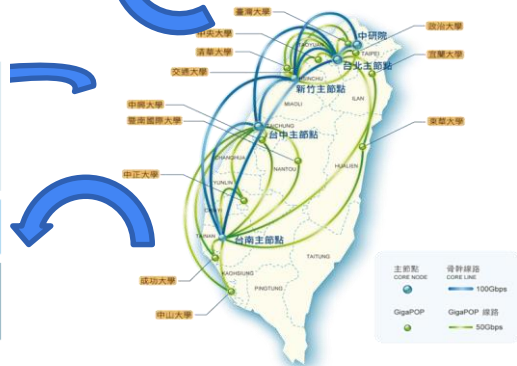 臺灣大學
政治大學
中央大學
中研院
TAOYUAN
TAIPEI
清華大學
宜蘭大學
台北主節點
交通大學
HSINCHU
新竹主節點
ILAN
MIAOLI
中興大學
暨南國際大學
TAICHUNG
東華大學
台中主節點
CHANGHUA
NANTOU
HUALIEN
中正大學
YUNLIN
CHIAYI
TAINAN
台南主節點
TAITUNG
成功大學
KAOHSIUNG
PINGTUNG
中山大學
主節點
CORE NODE
骨幹線路
CORE LINE
100Gbps
GigaPOP
GigaPOP 線路
50Gbps